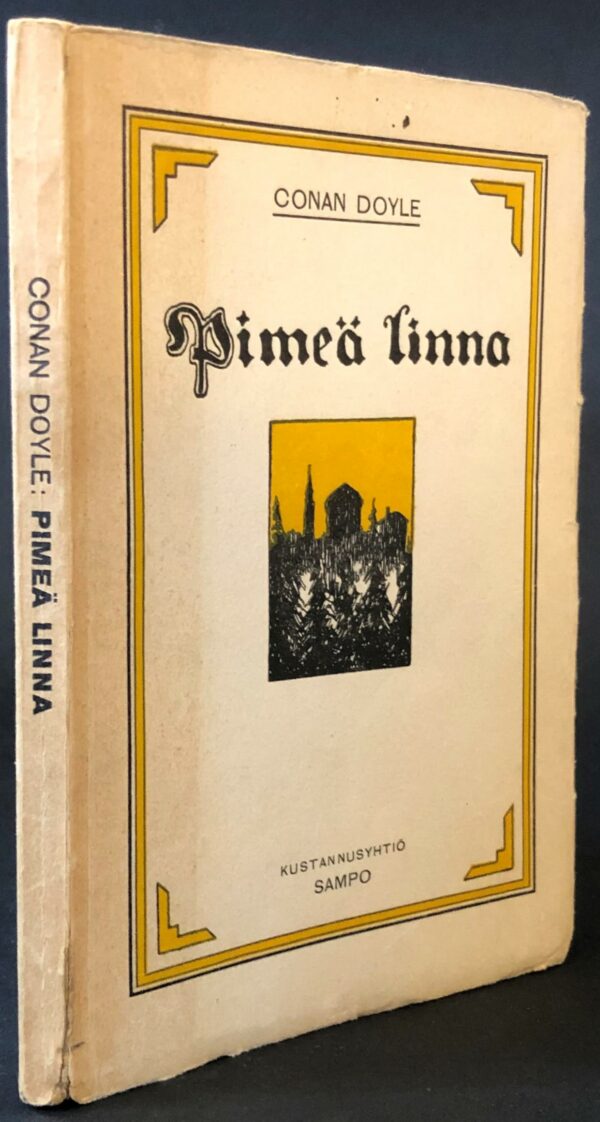 CONAN DOYLE: PIMEÄ LINNA
CONAN DOYLE
Pimeä linna
KUSTANNUSYHTIÖ
SAMPO